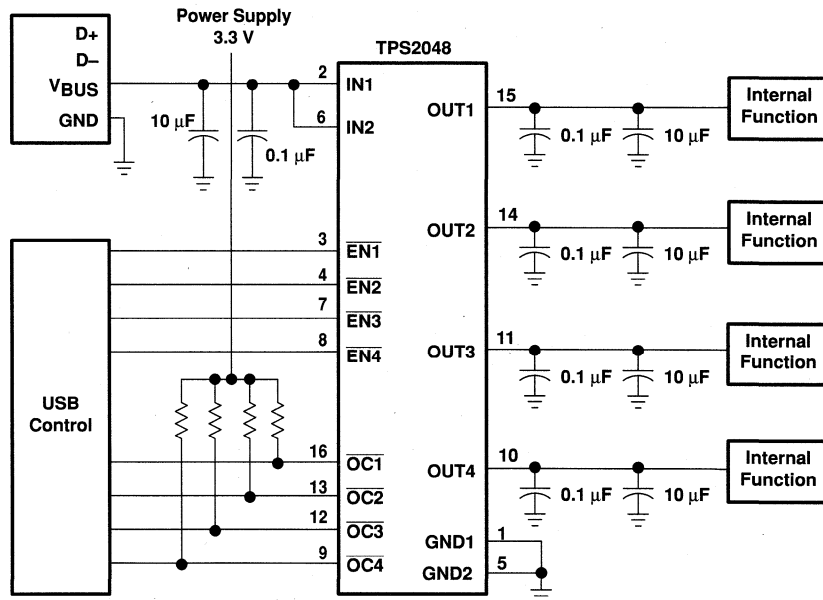 Power Supply
3.3 V
D+
D–
VBUS
GND
10 μF
0.1 μF
TPS2048
2
IN1
6
IN2
3
EN1
4
EN2
7
EN3
8
EN4
USB
Control
16
OC1
13
OC2
12
OC3
9
OC4
OUT1
15
0.1 μF
10 μF
Internal
Function
OUT2
14
0.1 μF
10 μF
Internal
Function
OUT3
11
0.1 μF
10 μF
Internal
Function
OUT4
10
0.1 μF
10 μF
Internal
Function
GND1
1
GND2
5